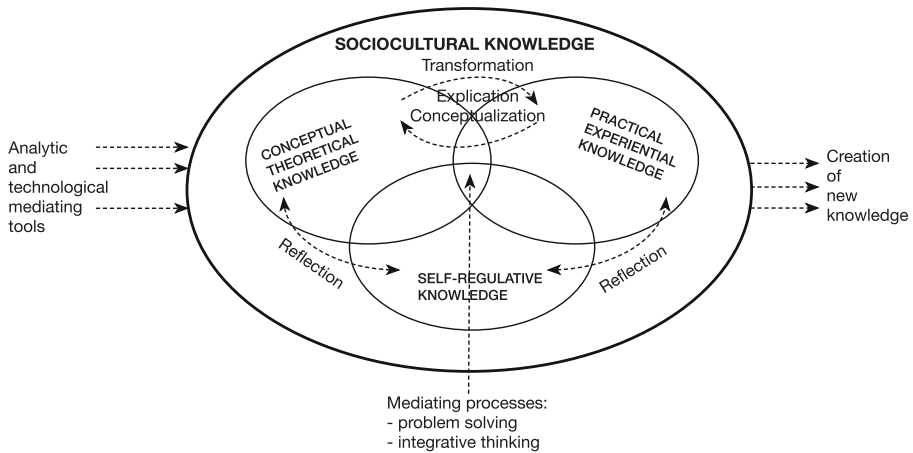 SOCIOCULTURAL KNOWLEDGE
Transformation
Explication
Conceptualization
CONCEPTUAL
THEORETICAL
KNOWLEDGE
PRACTICAL
EXPERIENTIAL
KNOWLEDGE
Analytic
and
technological
mediating
tools
Creation
of
new
knowledge
Reflection
SELF-REGULATIVE
KNOWLEDGE
Reflection
Mediating processes:
- problem solving
- integrative thinking